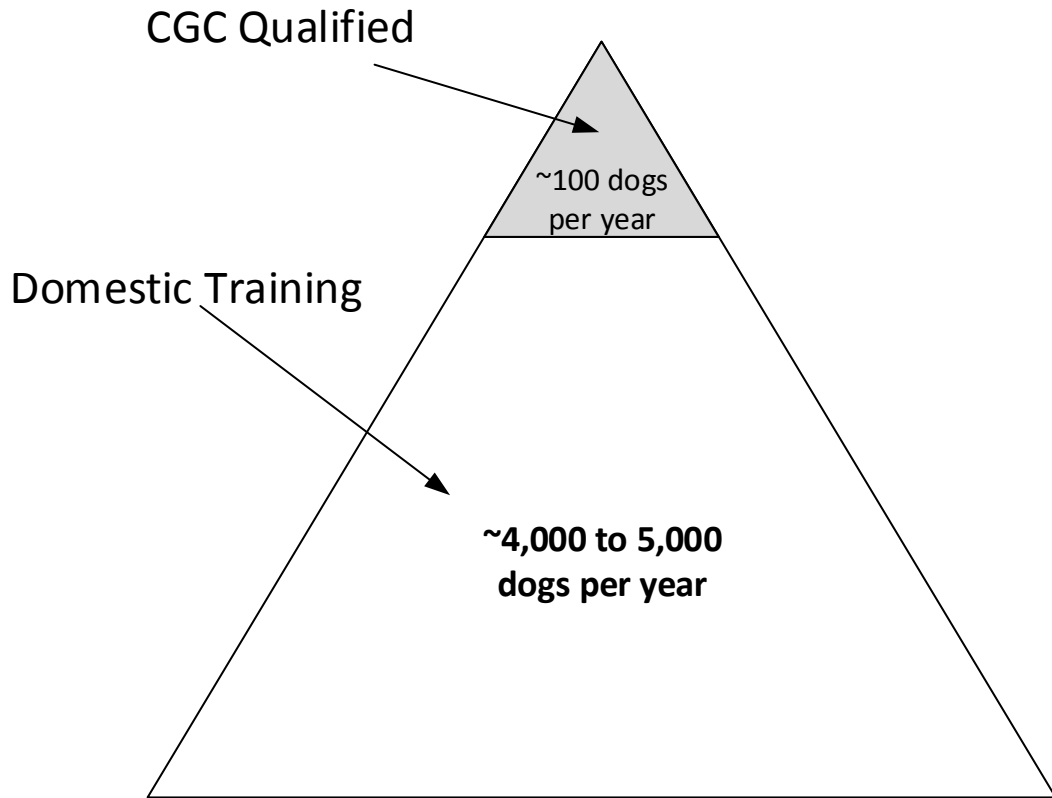 CGC Qualified
~100 dogs
per year
Domestic Training
~4,000 to 5,000
dogs per year